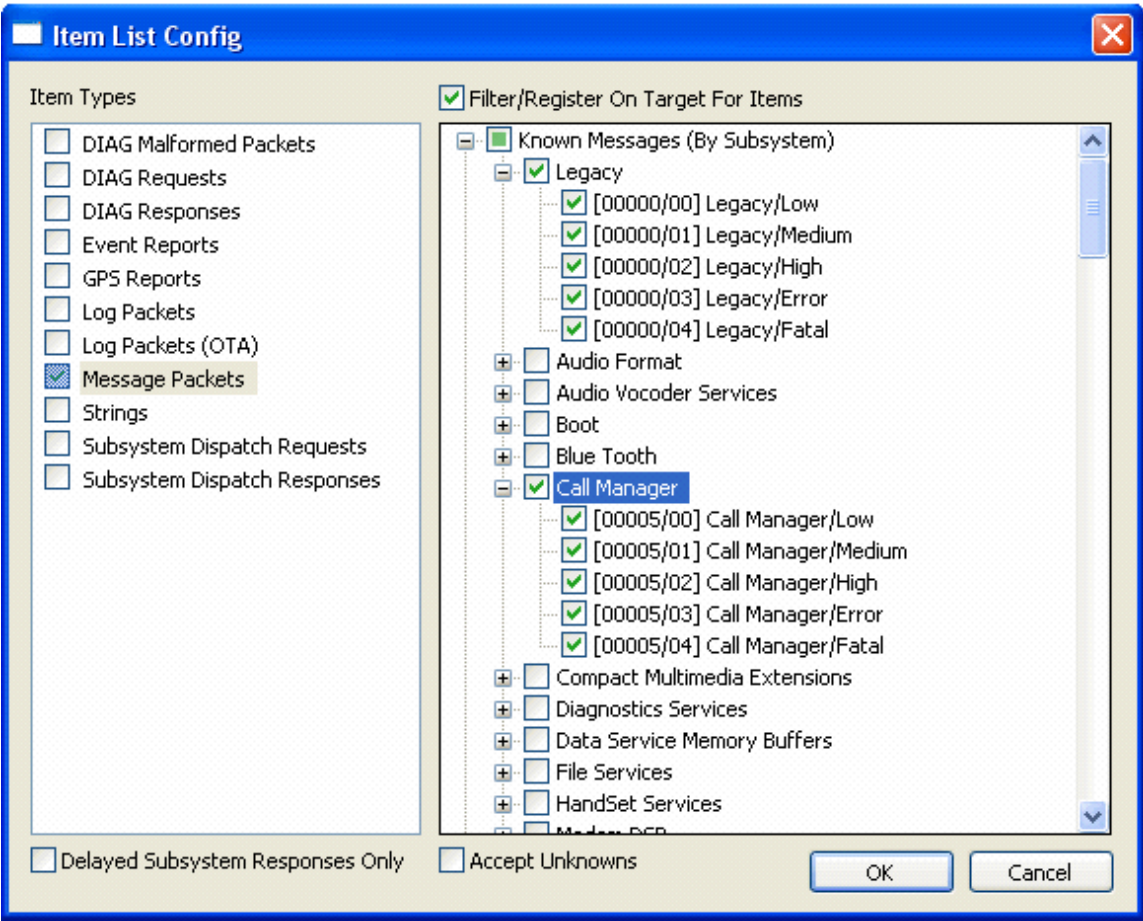 Item List Config
Item Types
DIAG Malformed Packets
DIAG Requests
DIAG Responses
Event Reports
GPS Reports
Log Packets
Log Packets (OTA)
Message Packets
Strings
Subsystem Dispatch Requests
Subsystem Dispatch Responses
Delayed Subsystem Responses Only
Filter/Register On Target For Items
Known Messages (By Subsystem)
Legacy
[00000/00] Legacy/Low
[00000/01] Legacy/Medium
[00000/02] Legacy/High
[00000/03] Legacy/Error
[00000/04] Legacy/Fatal
Audio Format
Audio Vocoder Services
Boot
Blue Tooth
Call Manager
[00005/00] Call Manager/Low
[00005/01] Call Manager/Medium
[00005/02] Call Manager/High
[00005/03] Call Manager/Error
[00005/04] Call Manager/Fatal
Compact Multimedia Extensions
Diagnostics Services
Data Service Memory Buffers
File Services
HandSet Services
Accept Unknowns
OK
Cancel